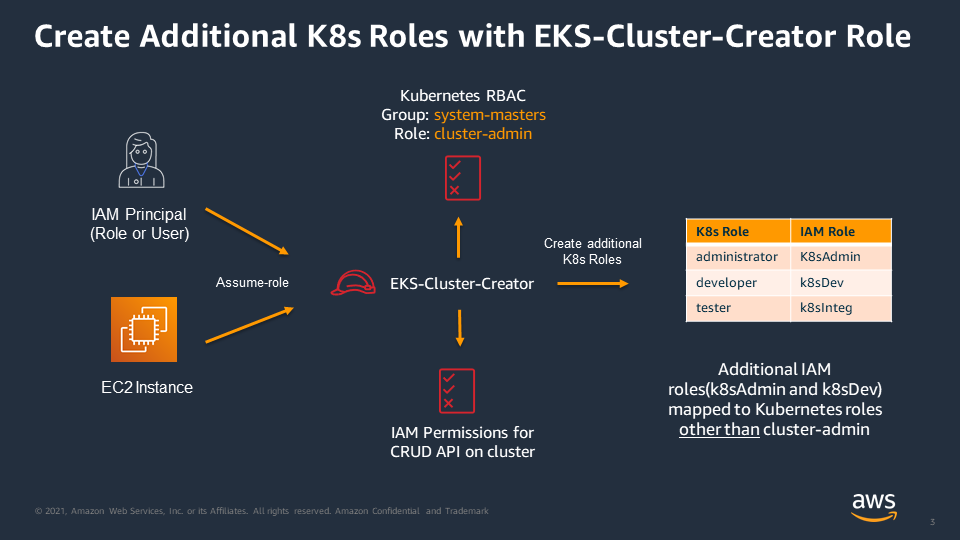 Create Additional K8s Roles with EKS-Cluster-Creator Role
Kubernetes RBAC
Group: system-masters
Role: cluster-admin
IAM Principal
(Role or User)
Assume-role
EKS-Cluster-Creator
Create additional
K8s Roles
K8s Role IAM Role
administrator K8sAdmin
developer k8sDev
tester k8sInteg
EC2 Instance
IAM Permissions for
CRUD API on cluster
Additional IAM
roles(k8sAdmin and k8sDev)
mapped to Kubernetes roles
other than cluster-admin
© 2021, Amazon Web Services, Inc. or its Affiliates. All rights reserved. Amazon Confidential and Trademark
aws
3